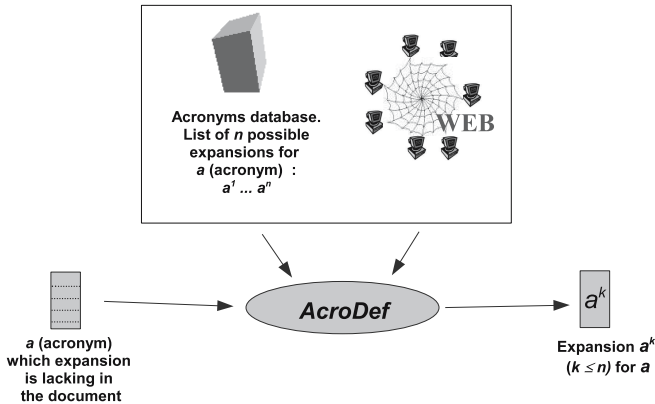 Acronyms database.
List of n possible
expansions for
a (acronym) :
a¹ ... aⁿ
WEB
AcroDef
a (acronym)
which expansion
is lacking in
the document
aᵏ
Expansion aᵏ
(k ≤ n) for a